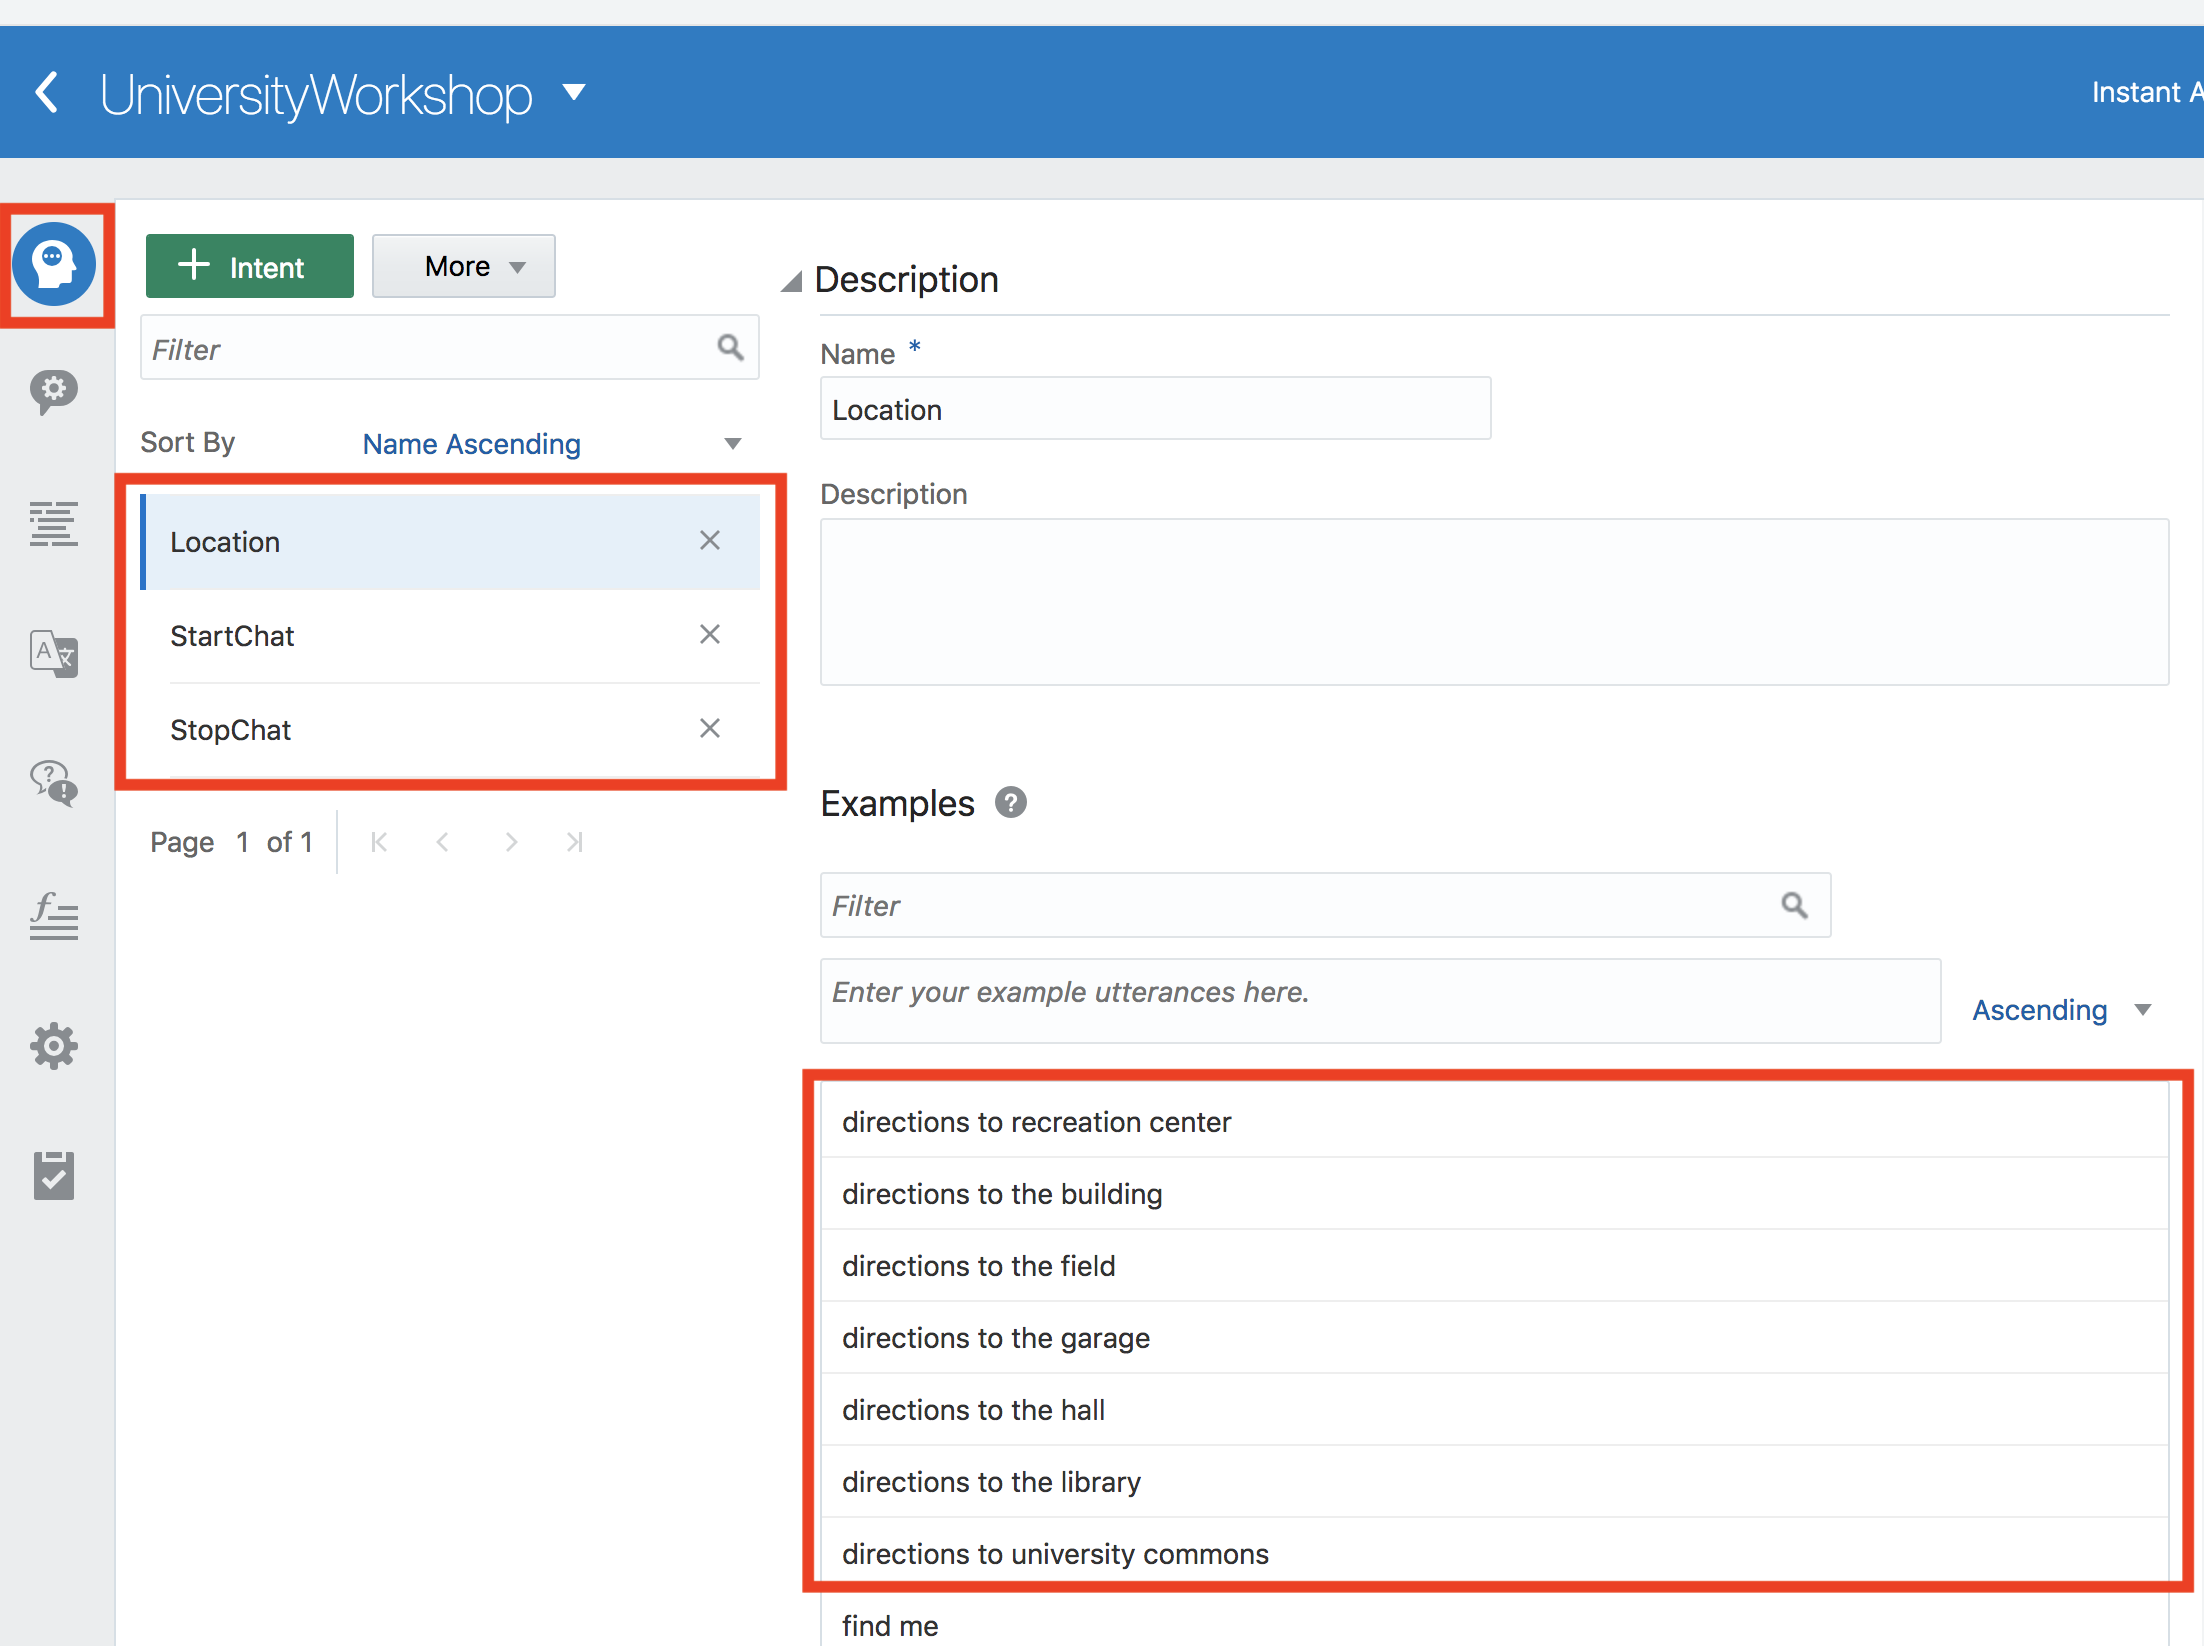 UniversityWorkshop
Instant A
Intent
More
Filter
Sort By Name Ascending
Location
StartChat
StopChat
Page 1 of 1
Description
Name *
Location
Description
Examples ?
Filter
Enter your example utterances here.
Ascending
directions to recreation center
directions to the building
directions to the field
directions to the garage
directions to the hall
directions to the library
directions to university commons
find me